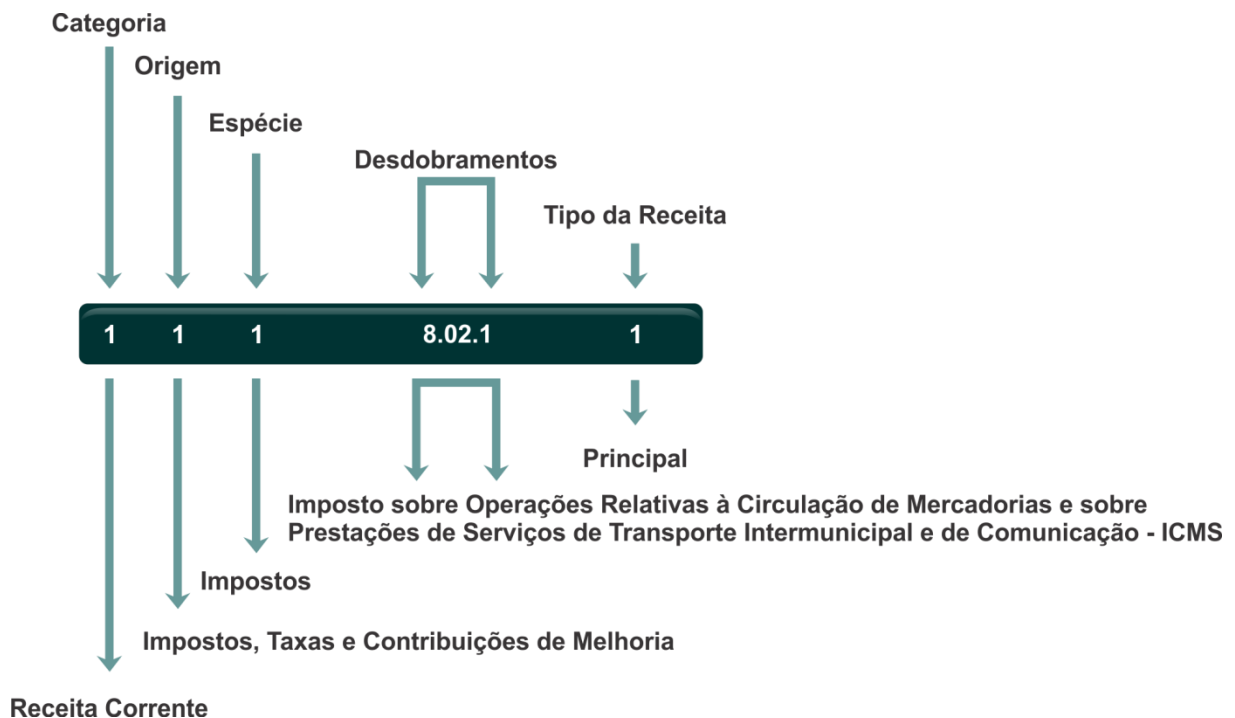 Categoria
Origem
Espécie
Desdobramentos
Tipo da Receita
1 1 1 8.02.1 1
Principal
Imposto sobre Operações Relativas à Circulação de Mercadorias e sobre
Prestações de Serviços de Transporte Intermunicipal e de Comunicação - ICMS
Impostos
Impostos, Taxas e Contribuições de Melhoria
Receita Corrente